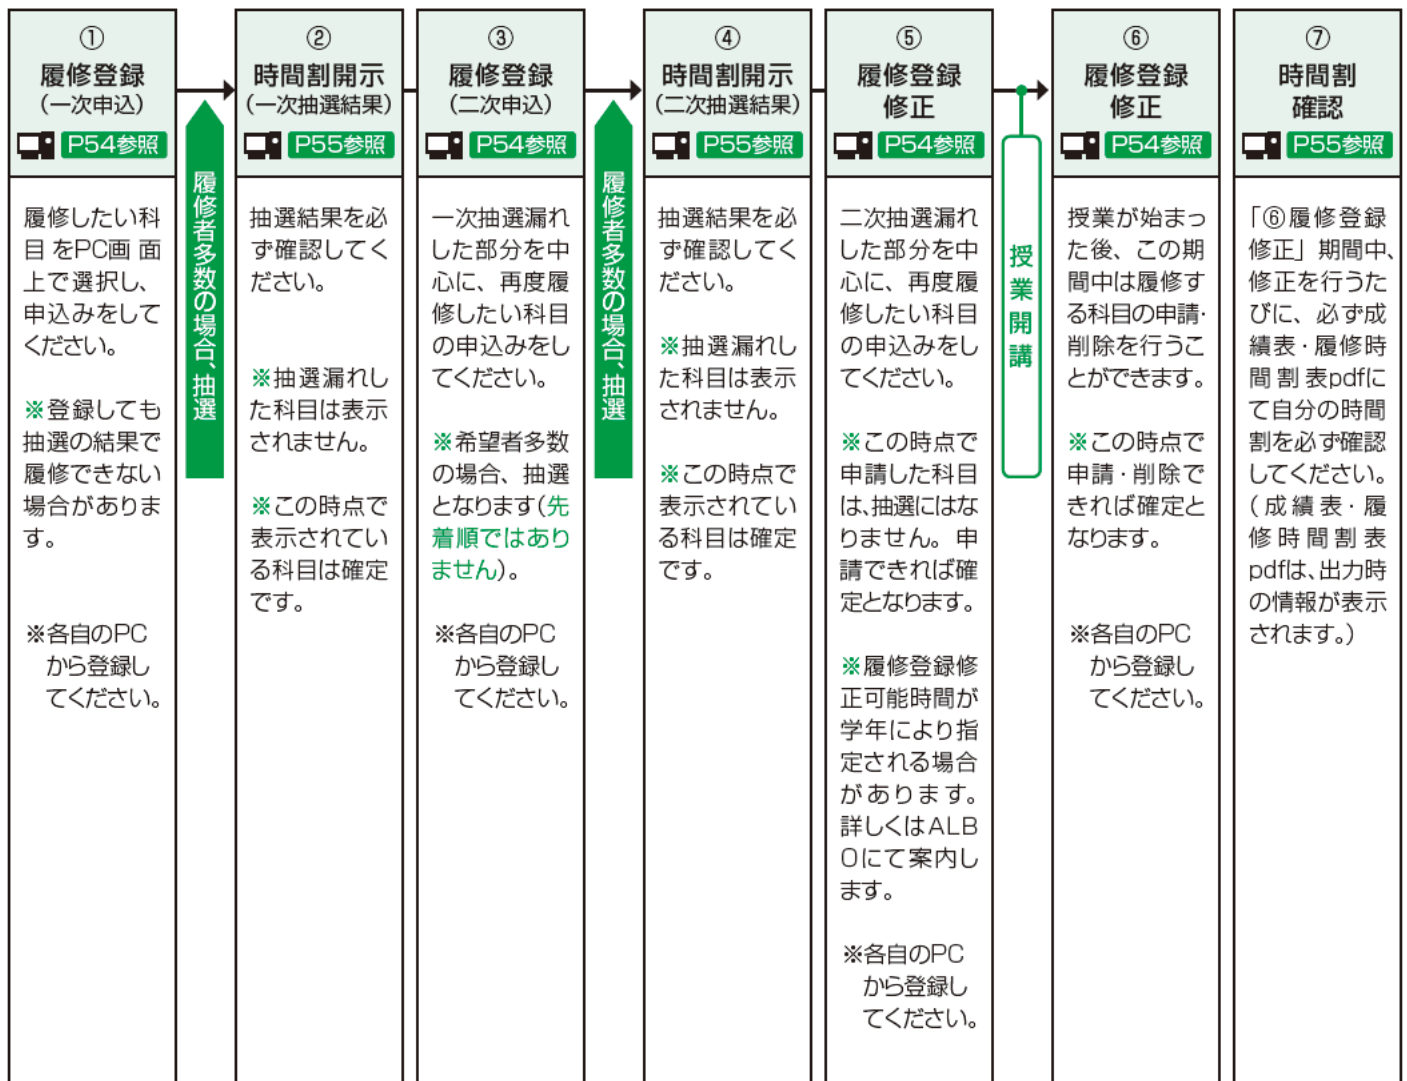 ①
履修登録
（一次申込）
P54参照
履修したい科
目をPC画面
上で選択し、
申込みをして
ください。
※登録しても
抽選の結果で
履修できない
場合がありま
す。
※各自のPC
から登録し
てください。
履修者多数の場合、抽選
②
時間割開示
（一次抽選結果）
P55参照
抽選結果を必
ず確認してく
ださい。
※抽選漏れし
た科目は表示
されません。
※この時点で
表示されてい
る科目は確定
です。
③
履修登録
（二次申込）
P54参照
一次抽選漏れ
した部分を中
心に、再度履
修したい科目
の申込みをし
てください。
※希望者多数
の場合、抽選
となります（先
着順ではあり
ません）。
※各自のPC
から登録し
てください。
履修者多数の場合、抽選
④
時間割開示
（二次抽選結果）
P55参照
抽選結果を必
ず確認してく
ださい。
※抽選漏れし
た科目は表示
されません。
※この時点で
表示されてい
る科目は確定
です。
⑤
履修登録
修正
P54参照
二次抽選漏れ
した部分を中
心に、再度履
修したい科目
の申込みをし
てください。
※この時点で
申請した科目
は、抽選にはな
りません。申
請できれば確
定となります。
※履修登録修
正可能時間が
学年により指
定される場合
があります。
詳しくはALB
Oにて案内し
ます。
※各自のPC
から登録し
てください。
授業開講
⑥
履修登録
修正
P54参照
授業が始まっ
た後、この期
間中は履修す
る科目の申請・
削除を行うこ
とができます。
※この時点で
申請・削除で
きれば確定と
なります。
※各自のPC
から登録し
てください。
⑦
時間割
確認
P55参照
「⑥履修登録
修正」期間中、
修正を行うた
びに、必ず成
績表・履修時
間割表pdfに
て自分の時間
割を必ず確認
してください。
（成績表・履
修時間割表
pdfは、出力時
の情報が表示
されます。）